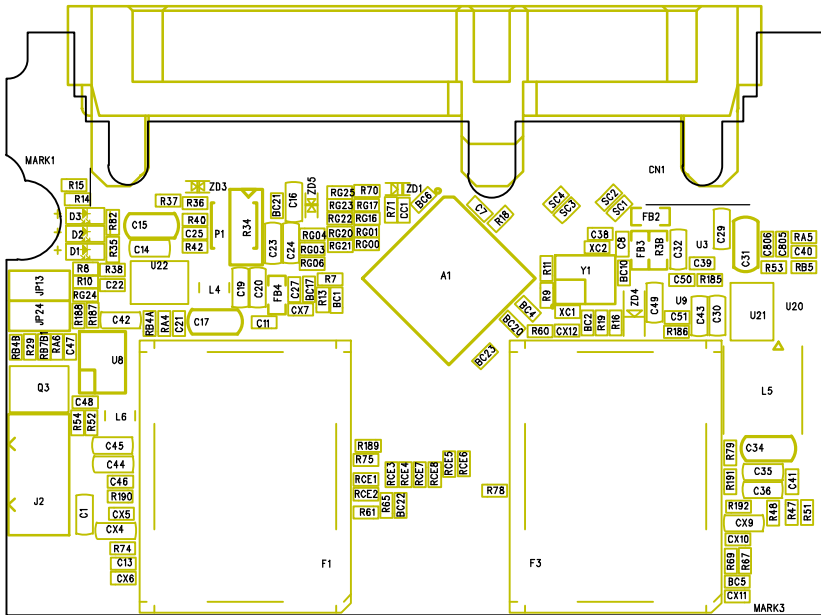 MARK1
CN1
R15
R14
R37
R36
ZD3
BC21
C16
ZD5
RG25
R70
RG23
RG17
RG22
RG16
RG20
RG01
RG21
RG00
R71
CC1
ZD1
BC6
C7
R18
SC4
SC3
SC2
SC1
FB2
D3
D2
D1
R82
R35
C15
C14
R40
C25
R42
P1
R34
C23
C24
RG04
RG03
RG06
A1
C38
XC2
C8
BC10
FB3
R3B
C32
U3
C29
C31
C806
C805
RA5
C40
R53
RB5
C39
C50
R185
JP13
R8
R10
RG24
R38
C22
U22
L4
C19
C20
FB4
C27
BC17
CX7
R7
R13
BC1
R11
R9
Y1
XC1
ZD4
C49
U9
C51
R186
C43
C30
U21
U20
JP24
R188
R187
C42
RB4A
RA4
C21
C17
C11
BC4
BC20
R60
CX12
BC2
R19
R16
RB4B
R29
RB7B1
RA6
C47
U8
BC23
Q3
C48
R54
R52
L6
L5
J2
C45
C44
C46
R190
C1
CX5
CX4
R74
C13
CX6
R189
R75
RCE1
RCE2
R61
R65
BC22
RCE3
RCE4
RCE7
RCE8
RCE5
RCE6
R78
R79
R191
C34
C35
C36
C41
R192
CX9
CX10
R48
R47
R51
R69
R67
BC5
CX11
F1
F3
MARK3